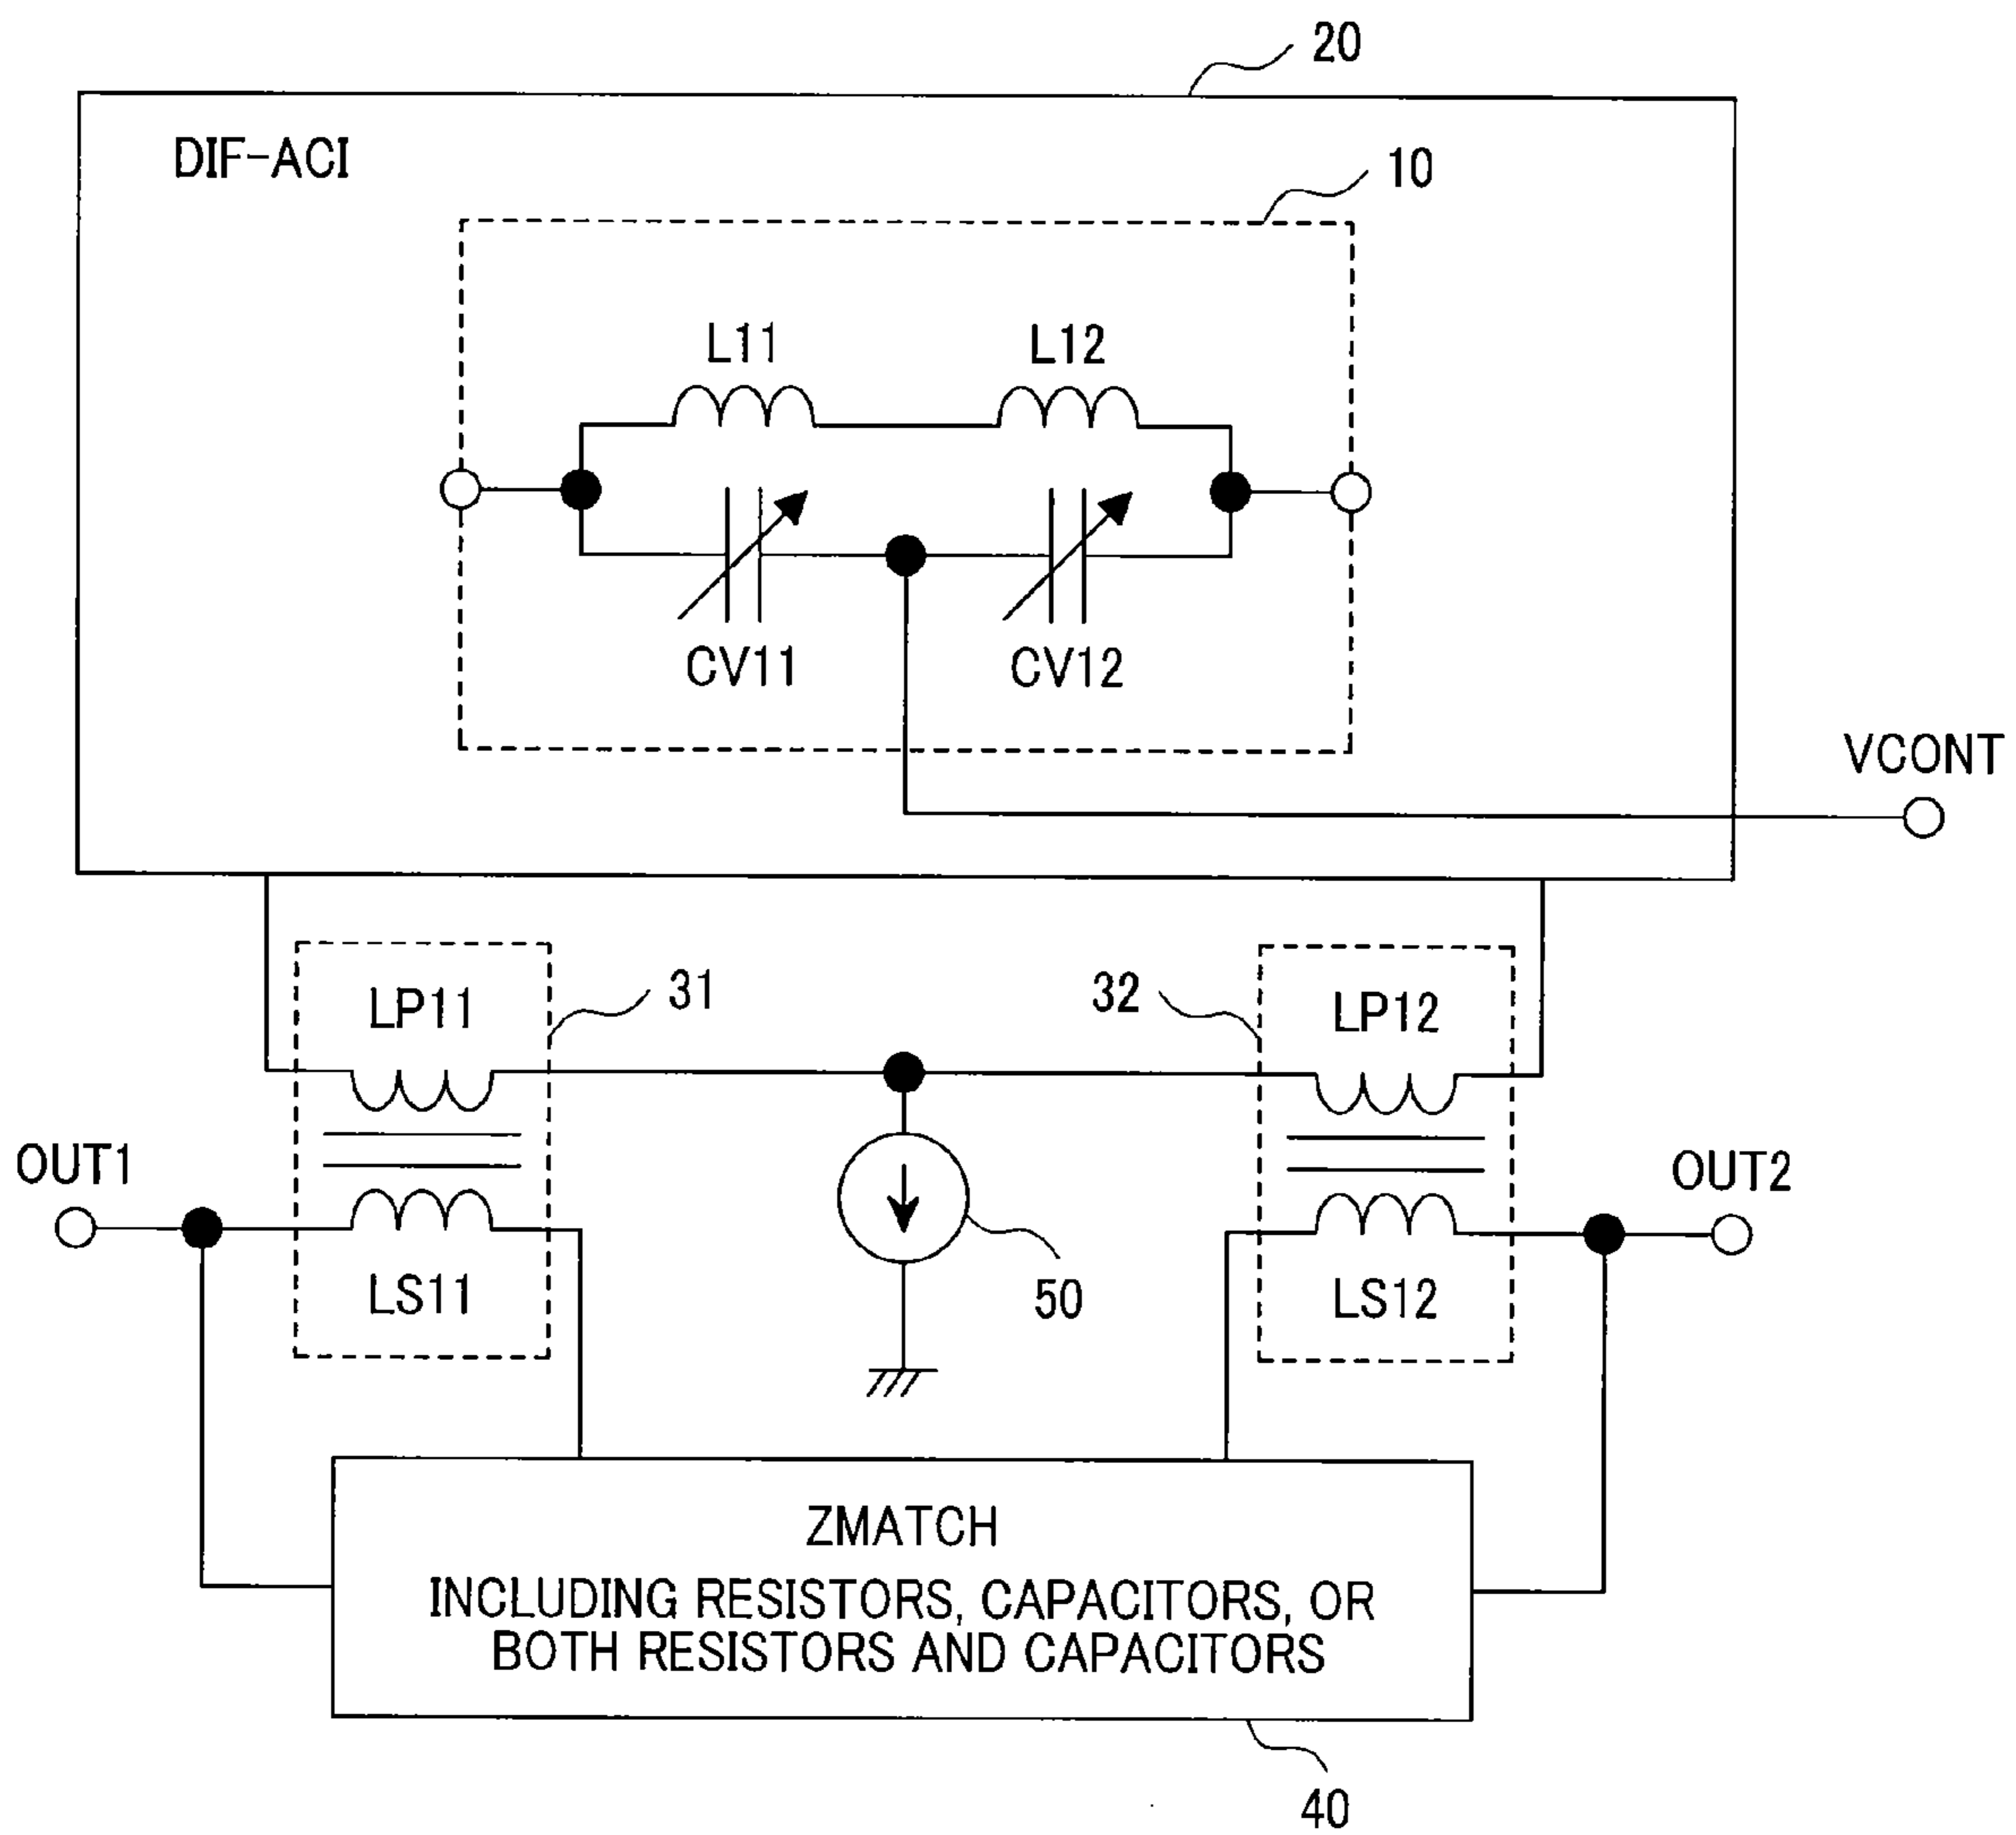 20
DIF-ACI
10
L11
L12
CV11
CV12
VCONT
LP11
31
32
LP12
OUT1
OUT2
LS11
50
LS12
ZMATCH
INCLUDING RESISTORS, CAPACITORS, OR
BOTH RESISTORS AND CAPACITORS
40